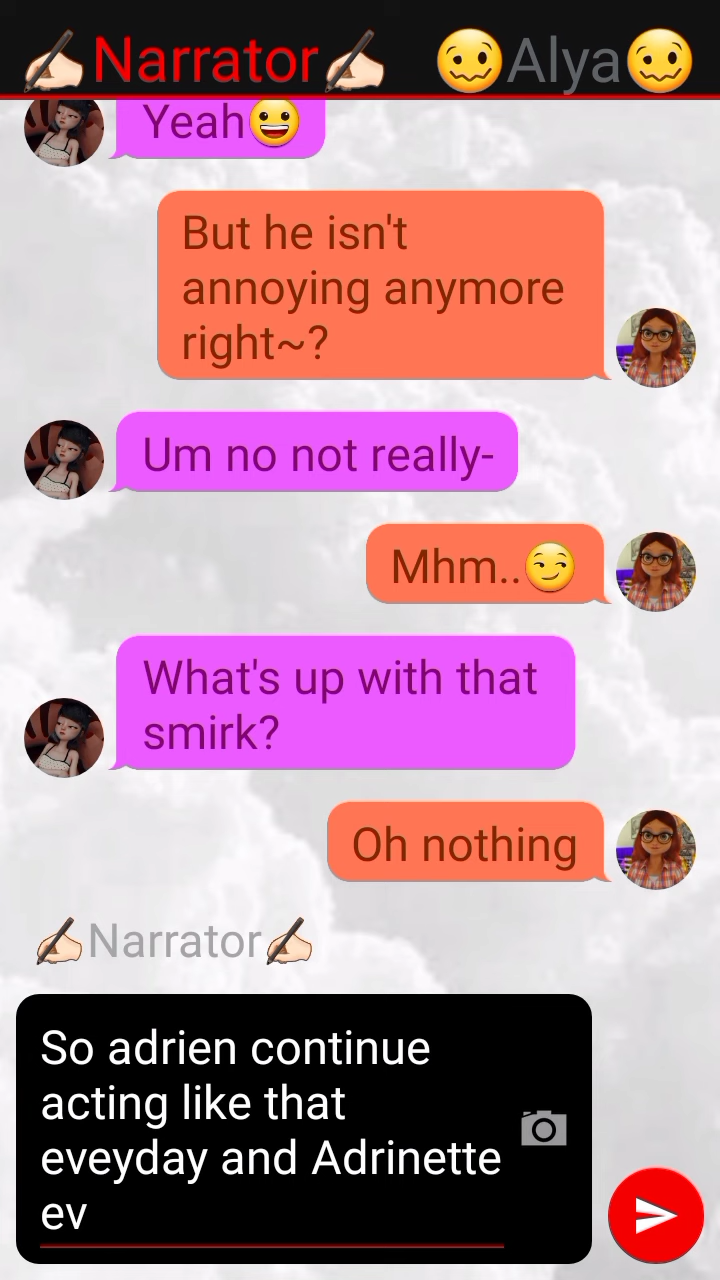 ✍🏻Narrator✍🏻 🥴Alya🥴
Yeah😀
But he isn't
annoying anymore
right~?
Um no not really-
Mhm..😏
What's up with that
smirk?
Oh nothing
✍🏻Narrator✍🏻
So adrien continue
acting like that
eveyday and Adrinette
ev